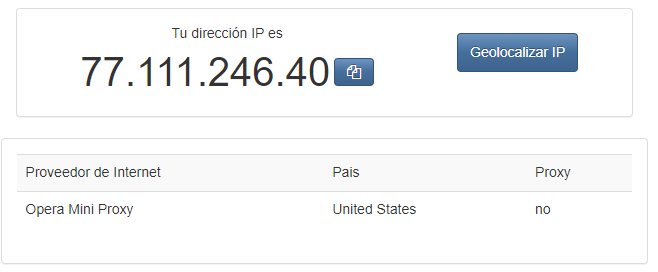 Tu dirección IP es
77.111.246.40
Geolocalizar IP
Proveedor de Internet Pais Proxy
Opera Mini Proxy United States no